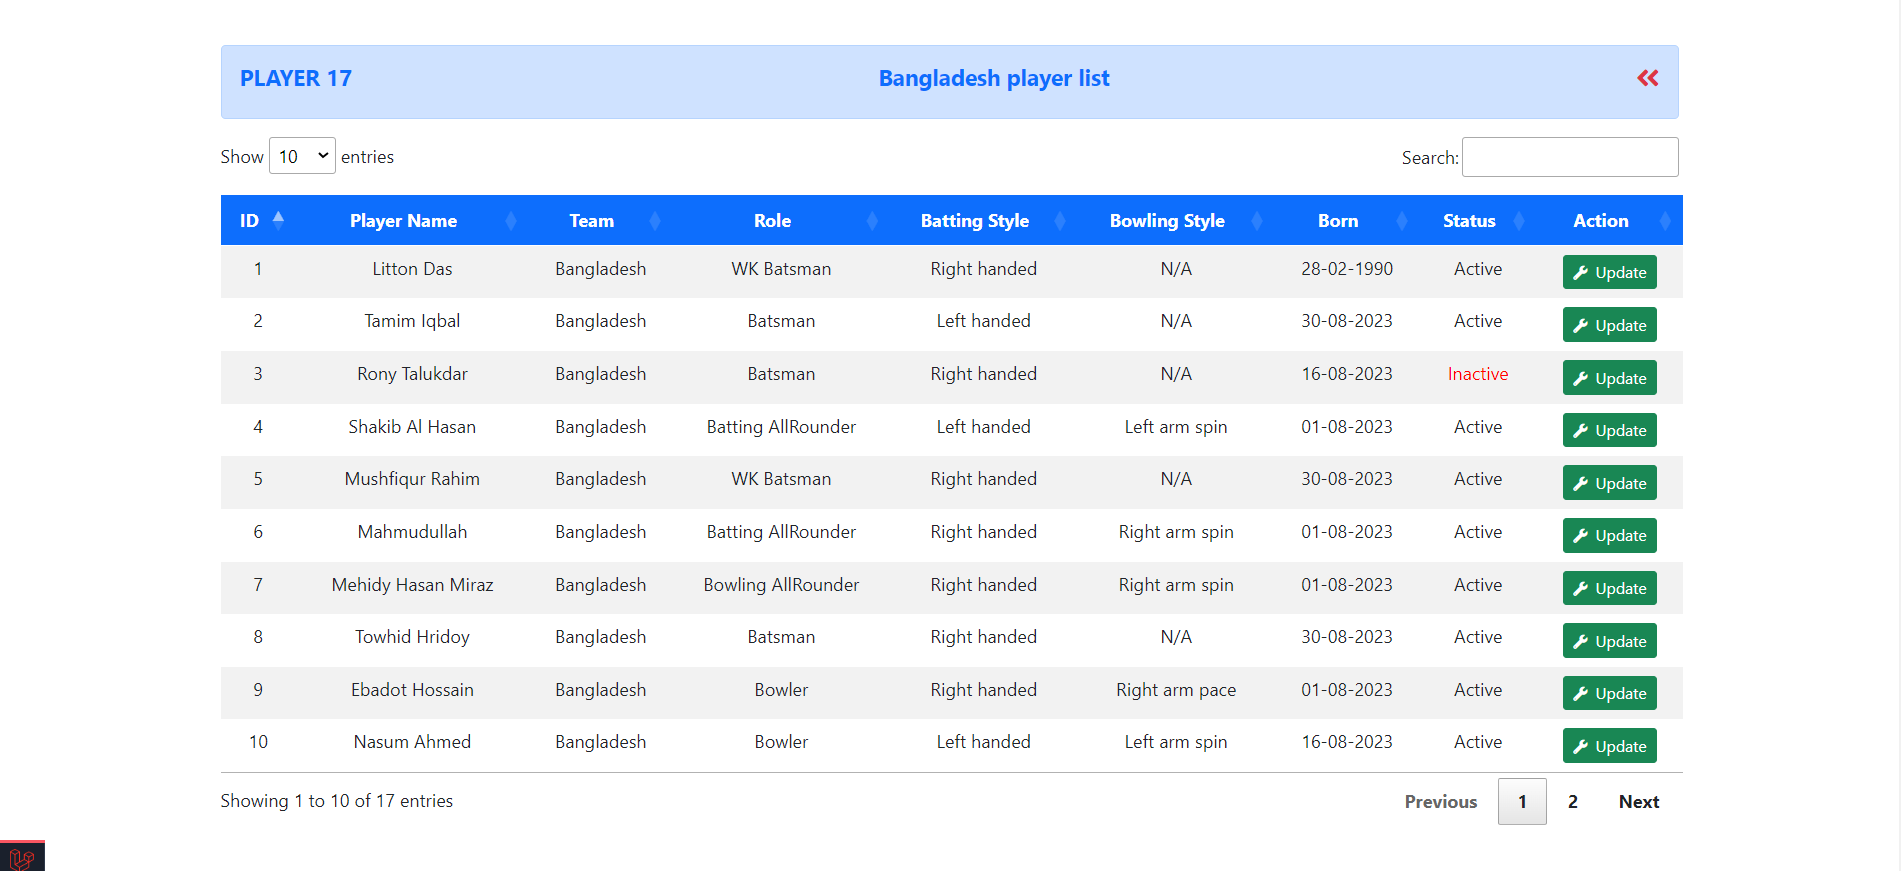 PLAYER 17 Bangladesh player list
Show 10 entries Search:
ID Player Name Team Role Batting Style Bowling Style Born Status Action
1 Litton Das Bangladesh WK Batsman Right handed N/A 28-02-1990 Active Update
2 Tamim Iqbal Bangladesh Batsman Left handed N/A 30-08-2023 Active Update
3 Rony Talukdar Bangladesh Batsman Right handed N/A 16-08-2023 Inactive Update
4 Shakib Al Hasan Bangladesh Batting AllRounder Left handed Left arm spin 01-08-2023 Active Update
5 Mushfiqur Rahim Bangladesh WK Batsman Right handed N/A 30-08-2023 Active Update
6 Mahmudullah Bangladesh Batting AllRounder Right handed Right arm spin 01-08-2023 Active Update
7 Mehidy Hasan Miraz Bangladesh Bowling AllRounder Right handed Right arm spin 01-08-2023 Active Update
8 Towhid Hridoy Bangladesh Batsman Right handed N/A 30-08-2023 Active Update
9 Ebadot Hossain Bangladesh Bowler Right handed Right arm pace 01-08-2023 Active Update
10 Nasum Ahmed Bangladesh Bowler Left handed Left arm spin 16-08-2023 Active Update
Showing 1 to 10 of 17 entries Previous 1 2 Next